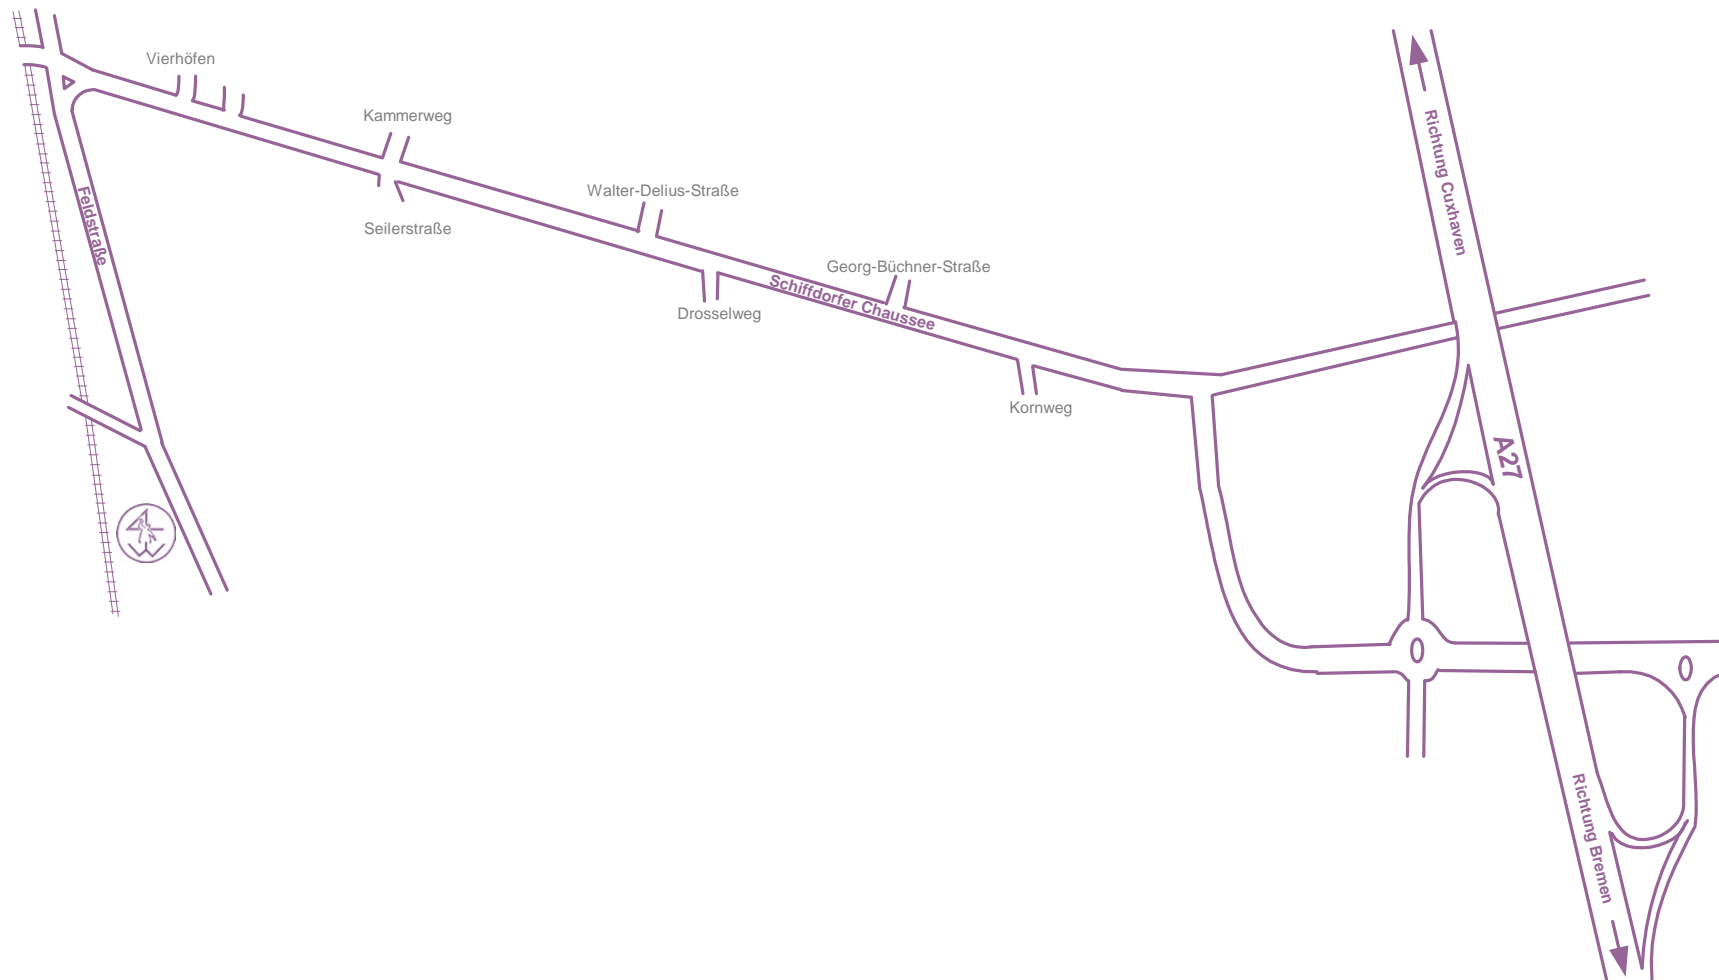 Vierhöfen
Kammerweg
Seilerstraße
Walter-Delius-Straße
Drosselweg
Georg-Büchner-Straße
Schiffdorfer Chaussee
Kornweg
Feldstraße
Richtung Cuxhaven
A27
Richtung Bremen